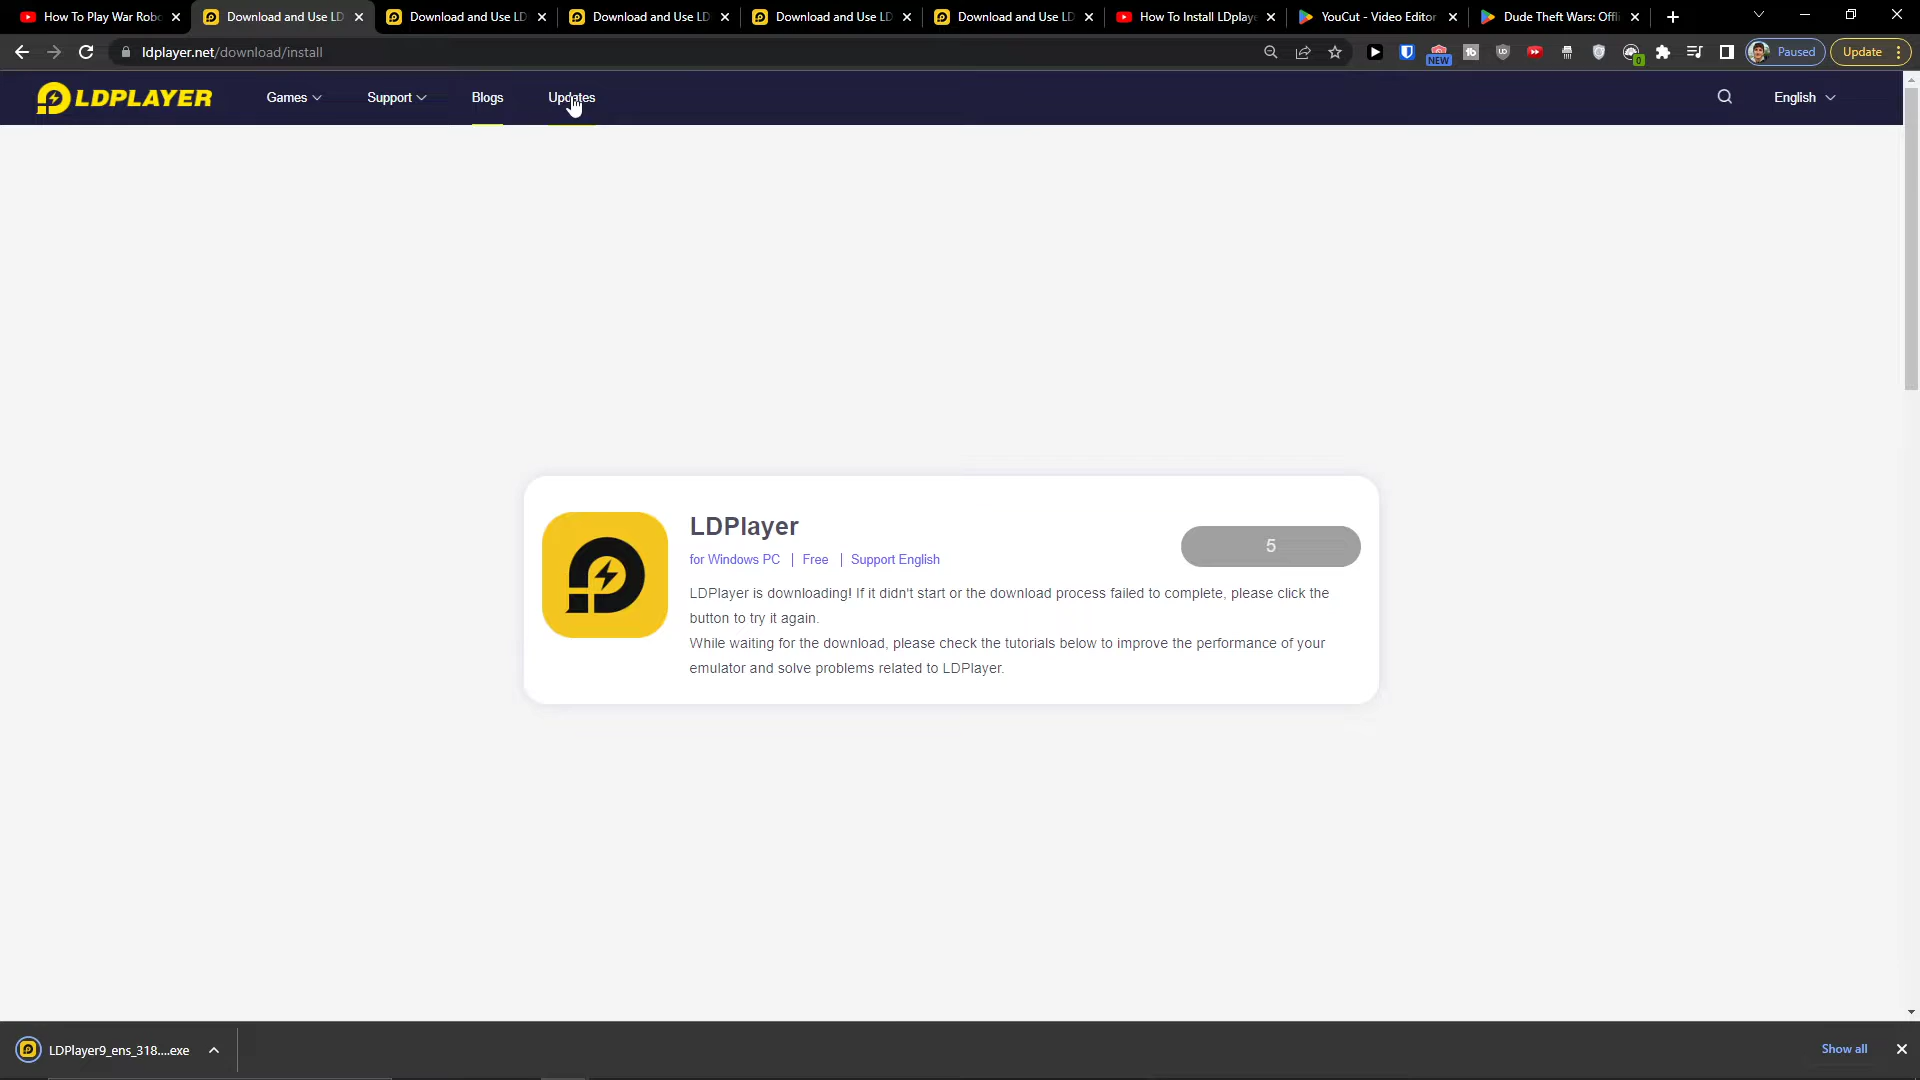 How To Play War Robo
Download and Use LD
Download and Use LD
Download and Use LD
Download and Use LD
Download and Use LD
How To Install LDplaye
YouCut - Video Editor
Dude Theft Wars: Offli
ldplayer.net/download/install
NEW
fb
UD
0
Paused
Update
LDPLAYER
Games
Support
Blogs
Updates
English
LDPlayer
for Windows PC | Free | Support English
5
LDPlayer is downloading! If it didn't start or the download process failed to complete, please click the
button to try it again.
While waiting for the download, please check the tutorials below to improve the performance of your
emulator and solve problems related to LDPlayer.
LDPlayer9_ens_318....exe
Show all